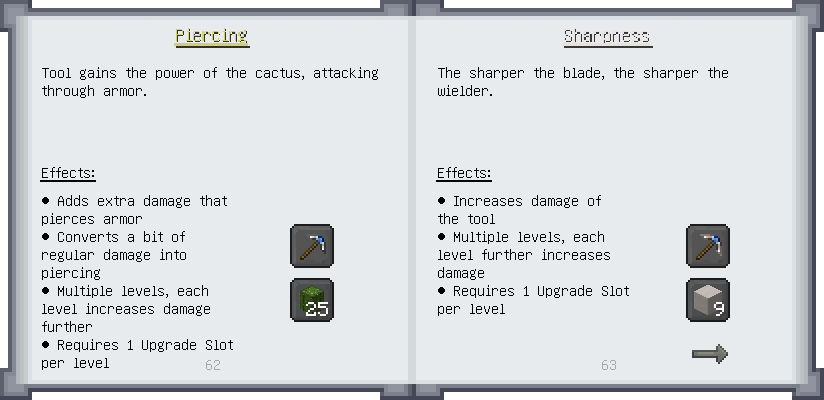 Piercing
Tool gains the power of the cactus, attacking
through armor.
Effects:
● Adds extra damage that
pierces armor
● Converts a bit of
regular damage into
piercing
● Multiple levels, each
level increases damage
further
● Requires 1 Upgrade Slot
per level
25
62
Sharpness
The sharper the blade, the sharper the
wielder.
Effects:
● Increases damage of
the tool
● Multiple levels, each
level further increases
damage
● Requires 1 Upgrade Slot
per level
9
63